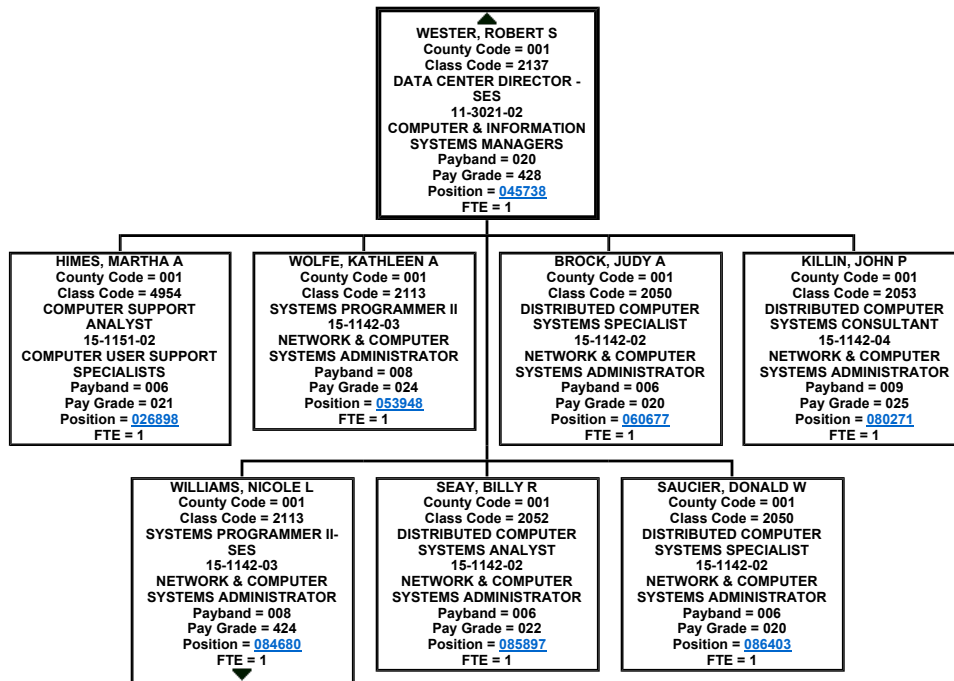 WESTER, ROBERT S
County Code = 001
Class Code = 2137
DATA CENTER DIRECTOR -
SES
11-3021-02
COMPUTER & INFORMATION
SYSTEMS MANAGERS
Payband = 020
Pay Grade = 428
Position = 045738
FTE = 1
HIMES, MARTHA A
County Code = 001
Class Code = 4954
COMPUTER SUPPORT
ANALYST
15-1151-02
COMPUTER USER SUPPORT
SPECIALISTS
Payband = 006
Pay Grade = 021
Position = 026898
FTE = 1
WOLFE, KATHLEEN A
County Code = 001
Class Code = 2113
SYSTEMS PROGRAMMER II
15-1142-03
NETWORK & COMPUTER
SYSTEMS ADMINISTRATOR
Payband = 008
Pay Grade = 024
Position = 053948
FTE = 1
BROCK, JUDY A
County Code = 001
Class Code = 2050
DISTRIBUTED COMPUTER
SYSTEMS SPECIALIST
15-1142-02
NETWORK & COMPUTER
SYSTEMS ADMINISTRATOR
Payband = 006
Pay Grade = 020
Position = 060677
FTE = 1
KILLIN, JOHN P
County Code = 001
Class Code = 2053
DISTRIBUTED COMPUTER
SYSTEMS CONSULTANT
15-1142-04
NETWORK & COMPUTER
SYSTEMS ADMINISTRATOR
Payband = 009
Pay Grade = 025
Position = 080271
FTE = 1
WILLIAMS, NICOLE L
County Code = 001
Class Code = 2113
SYSTEMS PROGRAMMER II-
SES
15-1142-03
NETWORK & COMPUTER
SYSTEMS ADMINISTRATOR
Payband = 008
Pay Grade = 424
Position = 084680
FTE = 1
SEAY, BILLY R
County Code = 001
Class Code = 2052
DISTRIBUTED COMPUTER
SYSTEMS ANALYST
15-1142-02
NETWORK & COMPUTER
SYSTEMS ADMINISTRATOR
Payband = 006
Pay Grade = 022
Position = 085897
FTE = 1
SAUCIER, DONALD W
County Code = 001
Class Code = 2050
DISTRIBUTED COMPUTER
SYSTEMS SPECIALIST
15-1142-02
NETWORK & COMPUTER
SYSTEMS ADMINISTRATOR
Payband = 006
Pay Grade = 020
Position = 086403
FTE = 1